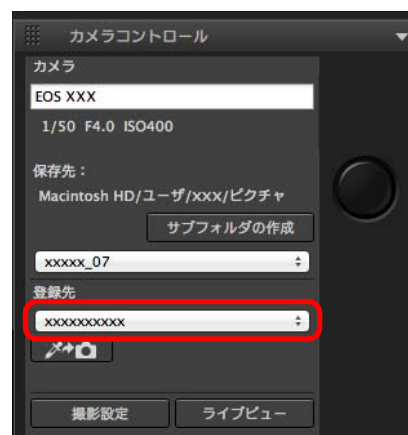 カメラコントロール
カメラ
EOS XXX
1/50 F4.0 ISO400
保存先：
Macintosh HD/ユーザ/xxx/ピクチャ
サブフォルダの作成
xxxxx_07
登録先
xxxxxxxxxx
撮影設定 ライブビュー